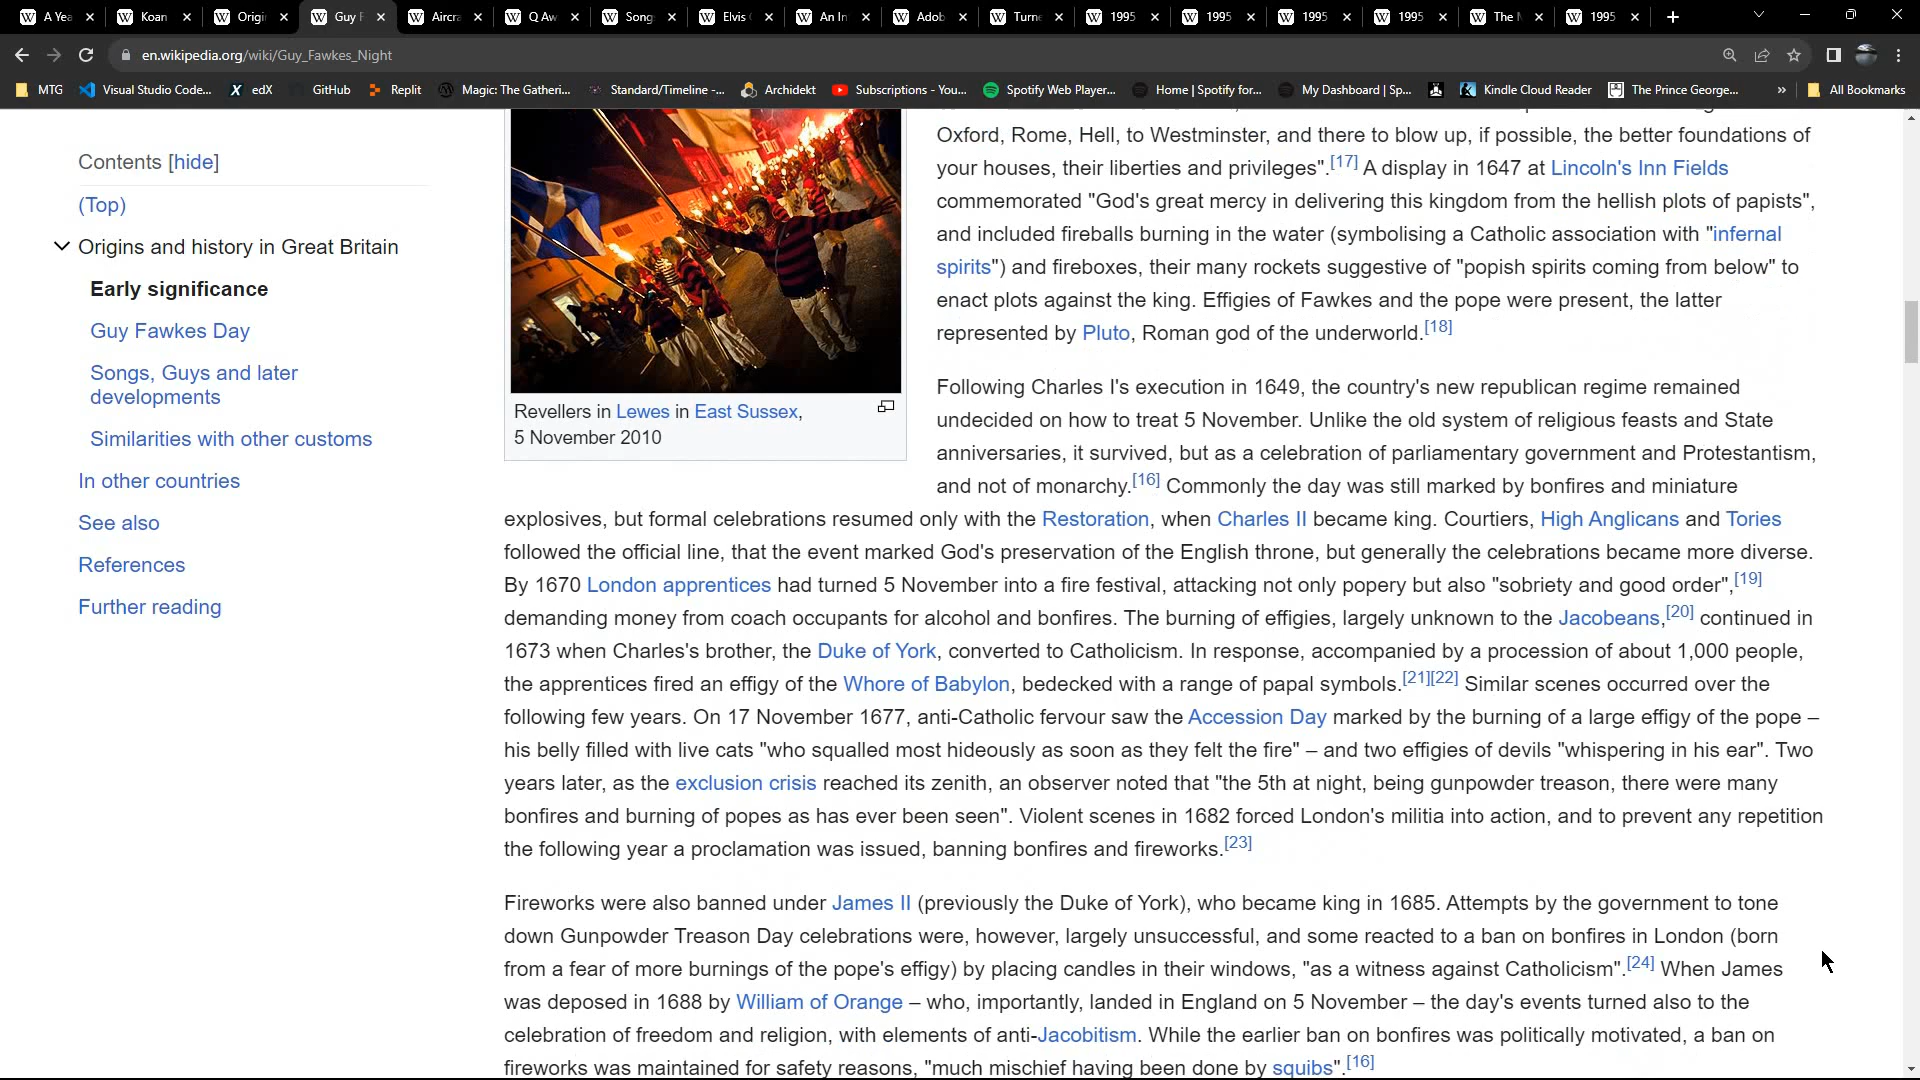 A Yea
Koan
Origi
Guy F
Aircra
Q Aw
Song
Elvis
An In
Adob
Turne
1995
1995
1995
1995
The
1995
en.wikipedia.org/wiki/Guy_Fawkes_Night
MTG
Visual Studio Code...
edX
GitHub
Replit
Magic: The Gatheri...
Standard/Timeline -...
Archidekt
Subscriptions - You...
Spotify Web Player...
Home | Spotify for...
My Dashboard | Sp...
Kindle Cloud Reader
The Prince George...
»
All Bookmarks
Contents [hide]
(Top)
Origins and history in Great Britain
Early significance
Guy Fawkes Day
Songs, Guys and later
developments
Similarities with other customs
In other countries
See also
References
Further reading
Revellers in Lewes in East Sussex,
5 November 2010
Oxford, Rome, Hell, to Westminster, and there to blow up, if possible, the better foundations of
your houses, their liberties and privileges".[17] A display in 1647 at Lincoln's Inn Fields
commemorated "God's great mercy in delivering this kingdom from the hellish plots of papists",
and included fireballs burning in the water (symbolising a Catholic association with "infernal
spirits") and fireboxes, their many rockets suggestive of "popish spirits coming from below" to
enact plots against the king. Effigies of Fawkes and the pope were present, the latter
represented by Pluto, Roman god of the underworld.[18]
Following Charles I's execution in 1649, the country's new republican regime remained
undecided on how to treat 5 November. Unlike the old system of religious feasts and State
anniversaries, it survived, but as a celebration of parliamentary government and Protestantism,
and not of monarchy.[16] Commonly the day was still marked by bonfires and miniature
explosives, but formal celebrations resumed only with the Restoration, when Charles II became king. Courtiers, High Anglicans and Tories
followed the official line, that the event marked God's preservation of the English throne, but generally the celebrations became more diverse.
By 1670 London apprentices had turned 5 November into a fire festival, attacking not only popery but also "sobriety and good order",[19]
demanding money from coach occupants for alcohol and bonfires. The burning of effigies, largely unknown to the Jacobeans,[20] continued in
1673 when Charles's brother, the Duke of York, converted to Catholicism. In response, accompanied by a procession of about 1,000 people,
the apprentices fired an effigy of the Whore of Babylon, bedecked with a range of papal symbols.[21][22] Similar scenes occurred over the
following few years. On 17 November 1677, anti-Catholic fervour saw the Accession Day marked by the burning of a large effigy of the pope –
his belly filled with live cats "who squalled most hideously as soon as they felt the fire" – and two effigies of devils "whispering in his ear". Two
years later, as the exclusion crisis reached its zenith, an observer noted that "the 5th at night, being gunpowder treason, there were many
bonfires and burning of popes as has ever been seen". Violent scenes in 1682 forced London's militia into action, and to prevent any repetition
the following year a proclamation was issued, banning bonfires and fireworks.[23]
Fireworks were also banned under James II (previously the Duke of York), who became king in 1685. Attempts by the government to tone
down Gunpowder Treason Day celebrations were, however, largely unsuccessful, and some reacted to a ban on bonfires in London (born
from a fear of more burnings of the pope's effigy) by placing candles in their windows, "as a witness against Catholicism".[24] When James
was deposed in 1688 by William of Orange – who, importantly, landed in England on 5 November – the day's events turned also to the
celebration of freedom and religion, with elements of anti-Jacobitism. While the earlier ban on bonfires was politically motivated, a ban on
fireworks was maintained for safety reasons, "much mischief having been done by squibs".[16]